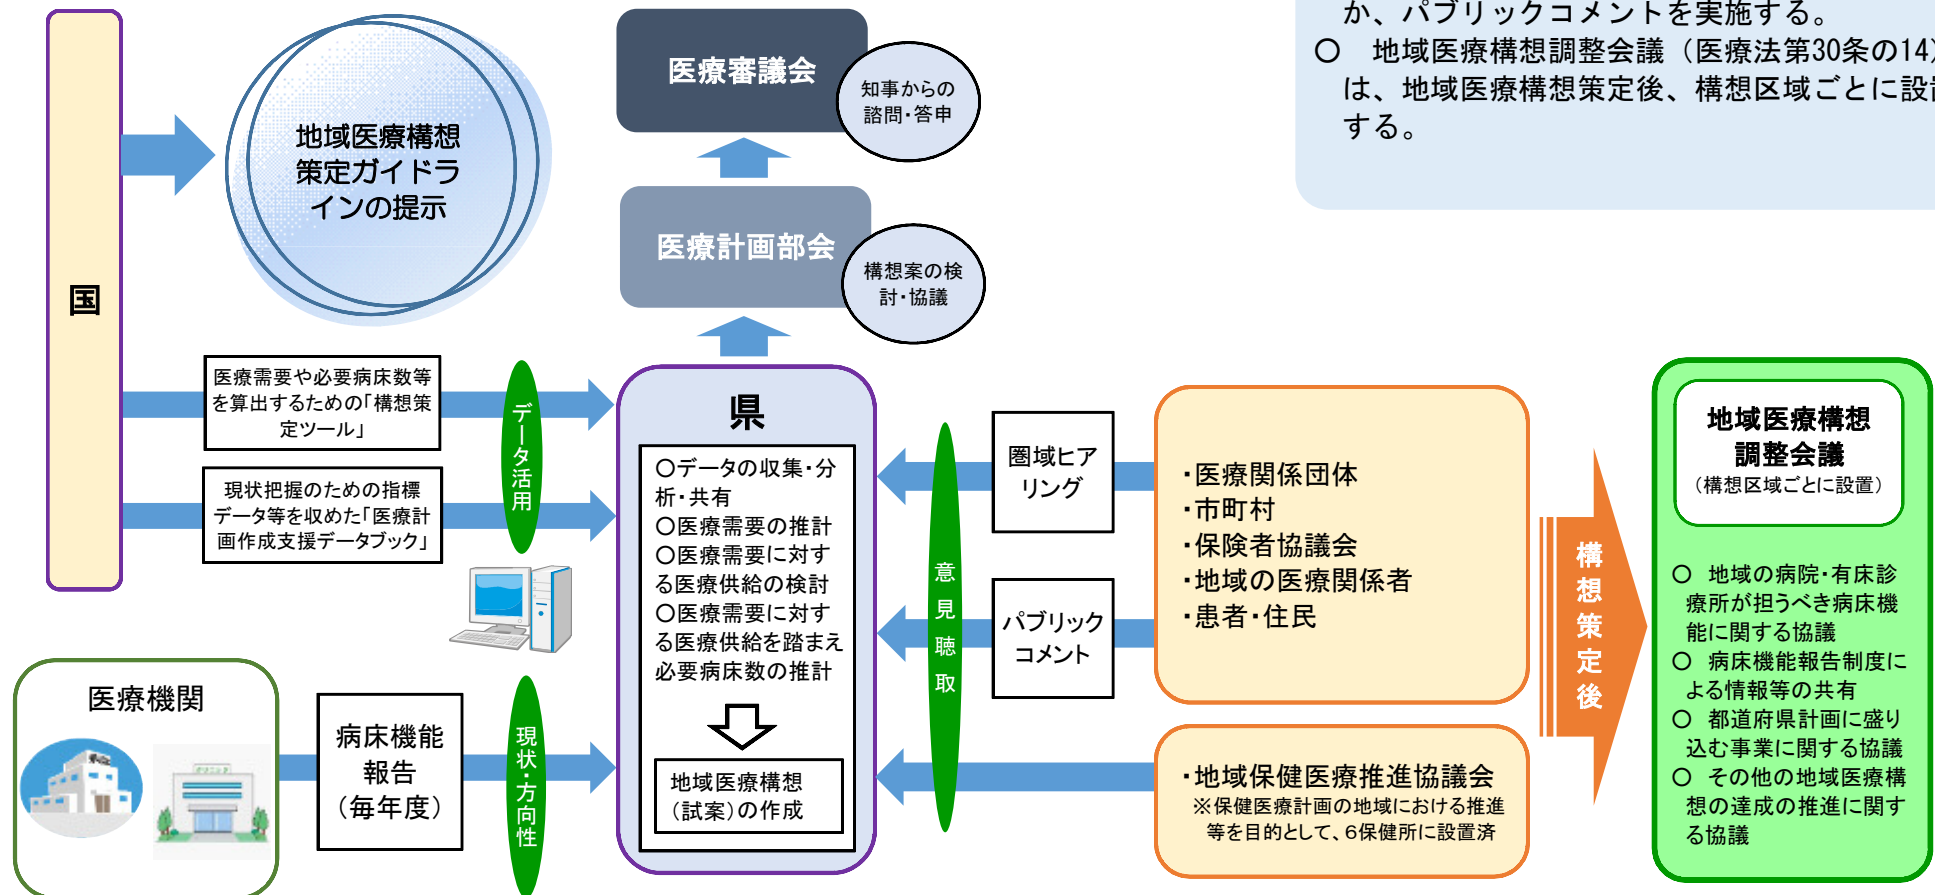 か、パブリックコメントを実施する。
○　地域医療構想調整会議（医療法第30条の14）
は、地域医療構想策定後、構想区域ごとに設置
する。
国
地域医療構想
策定ガイドラ
インの提示
医療審議会
知事からの
諮問・答申
医療計画部会
構想案の検
討・協議
医療需要や必要病床数等
を算出するための「構想策
定ツール」
現状把握のための指標
データ等を収めた「医療計
画作成支援データブック」
データ活用
医療機関
病床機能
報告
（毎年度）
現状・方向性
県
○データの収集・分
析・共有
○医療需要の推計
○医療需要に対す
る医療供給の検討
○医療需要に対す
る医療供給を踏まえ
必要病床数の推計
地域医療構想
（試案）の作成
意見聴取
圏域ヒア
リング
パブリック
コメント
・医療関係団体
・市町村
・保険者協議会
・地域の医療関係者
・患者・住民
・地域保健医療推進協議会
※保健医療計画の地域における推進
等を目的として、６保健所に設置済
構想策定後
地域医療構想
調整会議
（構想区域ごとに設置）
○　地域の病院・有床診
療所が担うべき病床機
能に関する協議
○　病床機能報告制度に
よる情報等の共有
○　都道府県計画に盛り
込む事業に関する協議
○　その他の地域医療構
想の達成の推進に関す
る協議